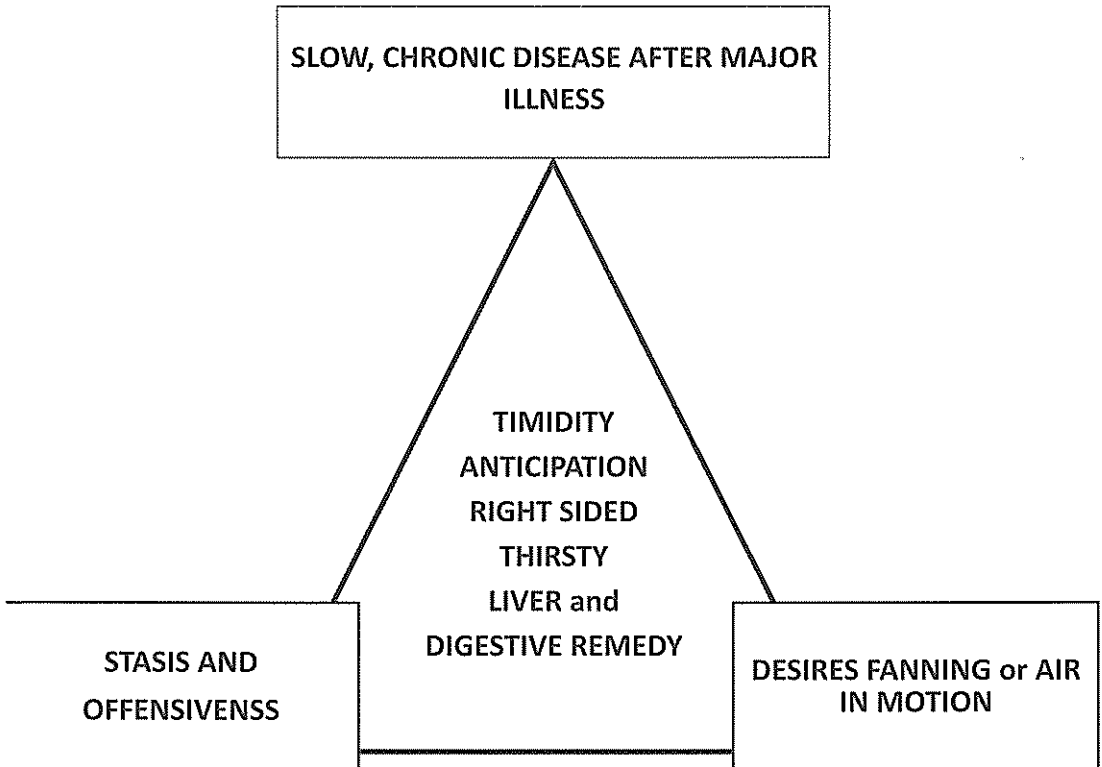 SLOW, CHRONIC DISEASE AFTER MAJOR
ILLNESS
TIMIDITY
ANTICIPATION
RIGHT SIDED
THIRSTY
LIVER and
DIGESTIVE REMEDY
STASIS AND
OFFENSIVENSS
DESIRES FANNING or AIR
IN MOTION